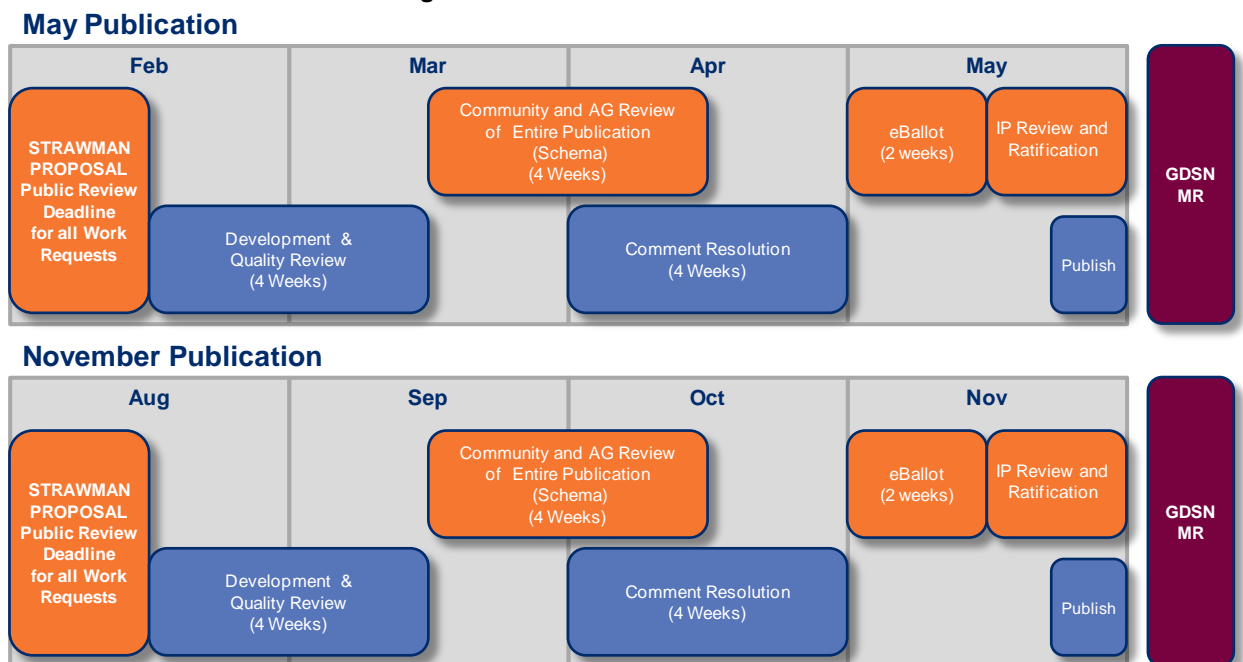 May Publication
Feb
Mar
Apr
May
STRAWMAN
PROPOSAL
Public Review
Deadline
for all Work
Requests
Development &
Quality Review
(4 Weeks)
Community and AG Review
of Entire Publication
(Schema)
(4 Weeks)
Comment Resolution
(4 Weeks)
eBallot
(2 weeks)
IP Review and
Ratification
Publish
GDSN
MR
November Publication
Aug
Sep
Oct
Nov
STRAWMAN
PROPOSAL
Public Review
Deadline
for all Work
Requests
Development &
Quality Review
(4 Weeks)
Community and AG Review
of Entire Publication
(Schema)
(4 Weeks)
Comment Resolution
(4 Weeks)
eBallot
(2 weeks)
IP Review and
Ratification
Publish
GDSN
MR